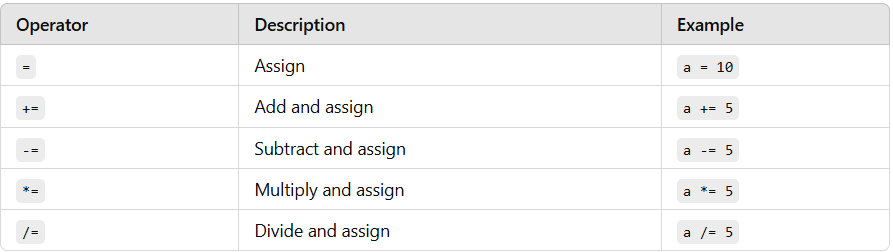 Operator Description Example
= Assign a = 10
+= Add and assign a += 5
-= Subtract and assign a -= 5
*= Multiply and assign a *= 5
/= Divide and assign a /= 5